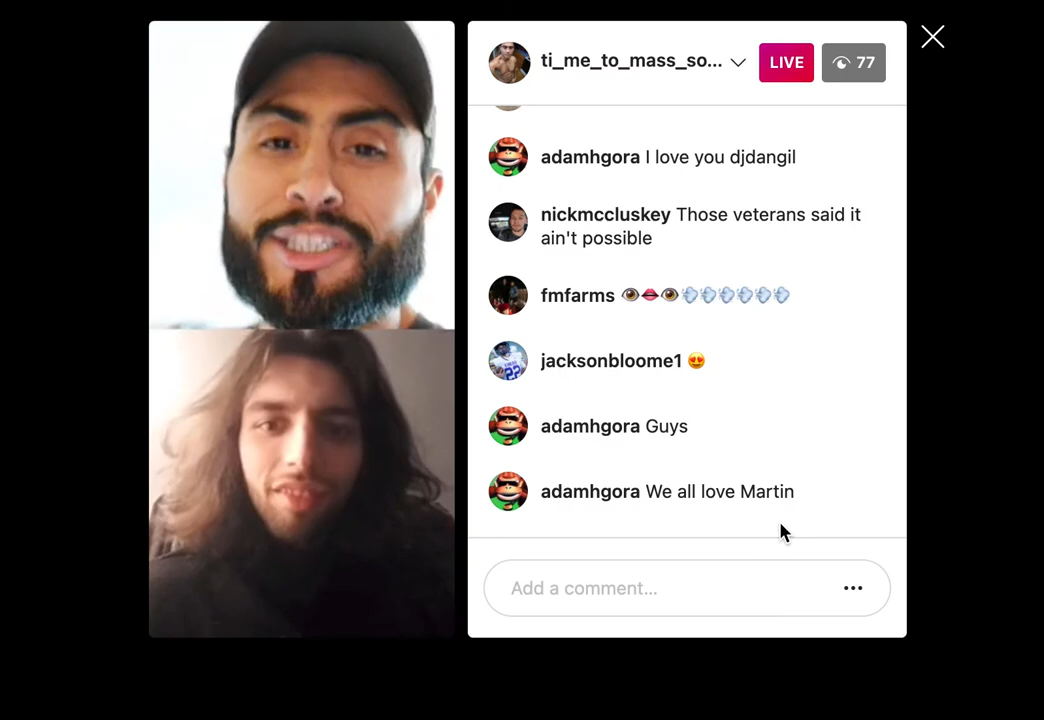 ti_me_to_mass_so...
LIVE
77
adamhgora I love you djdangil
nickmccluskey Those veterans said it
ain't possible
fmfarms 👁️👄👁️💨💨💨💨💨💨
jacksonbloome1 😍
adamhgora Guys
adamhgora We all love Martin
Add a comment...